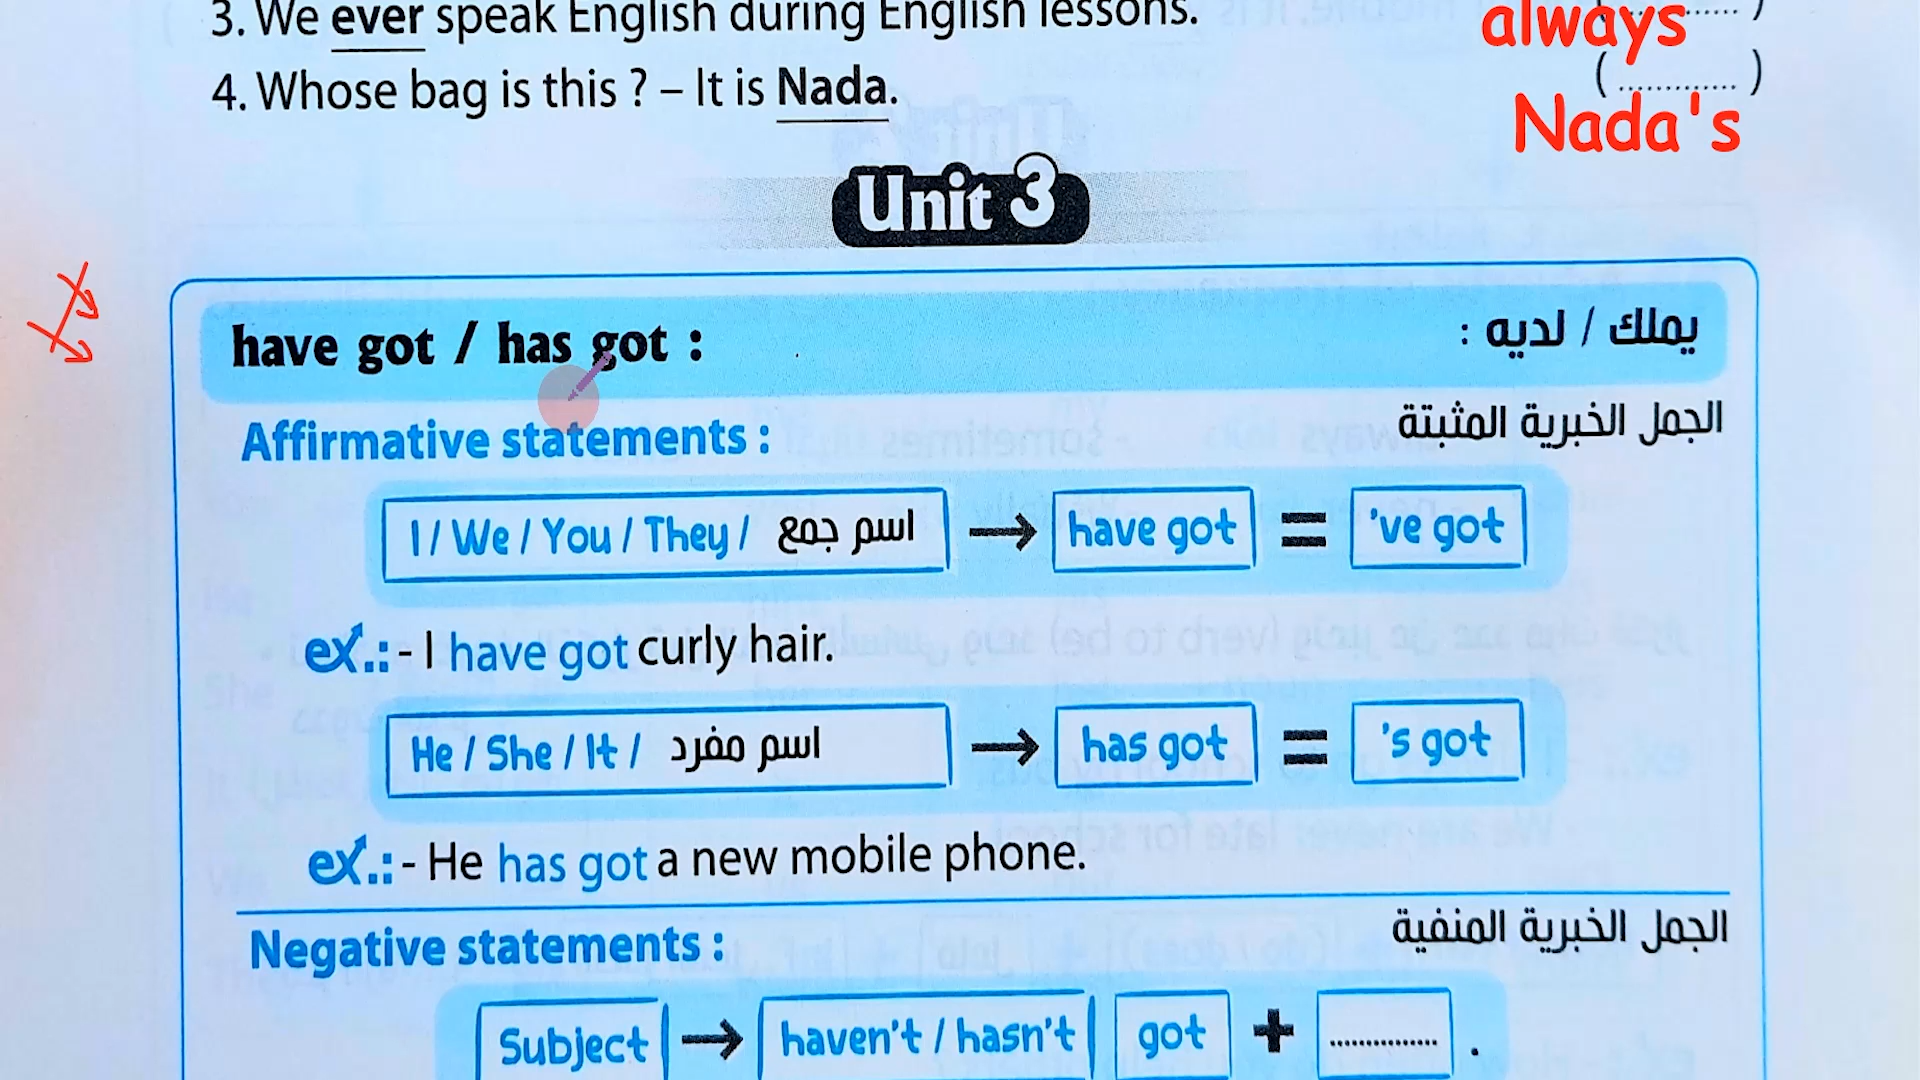 3. We ever speak English during English lessons. (............)
always
4. Whose bag is this ? – It is Nada. (............)
Nada's
Unit 3
have got / has got : يملك / لديه :
Affirmative statements : الجمل الخبرية المثبتة
I / We / You / They / اسم جمع → have got = 've got
ex.: - I have got curly hair.
He / She / It / اسم مفرد → has got = 's got
ex.: - He has got a new mobile phone.
Negative statements : الجمل الخبرية المنفية
Subject → haven't / hasn't got + ............... .